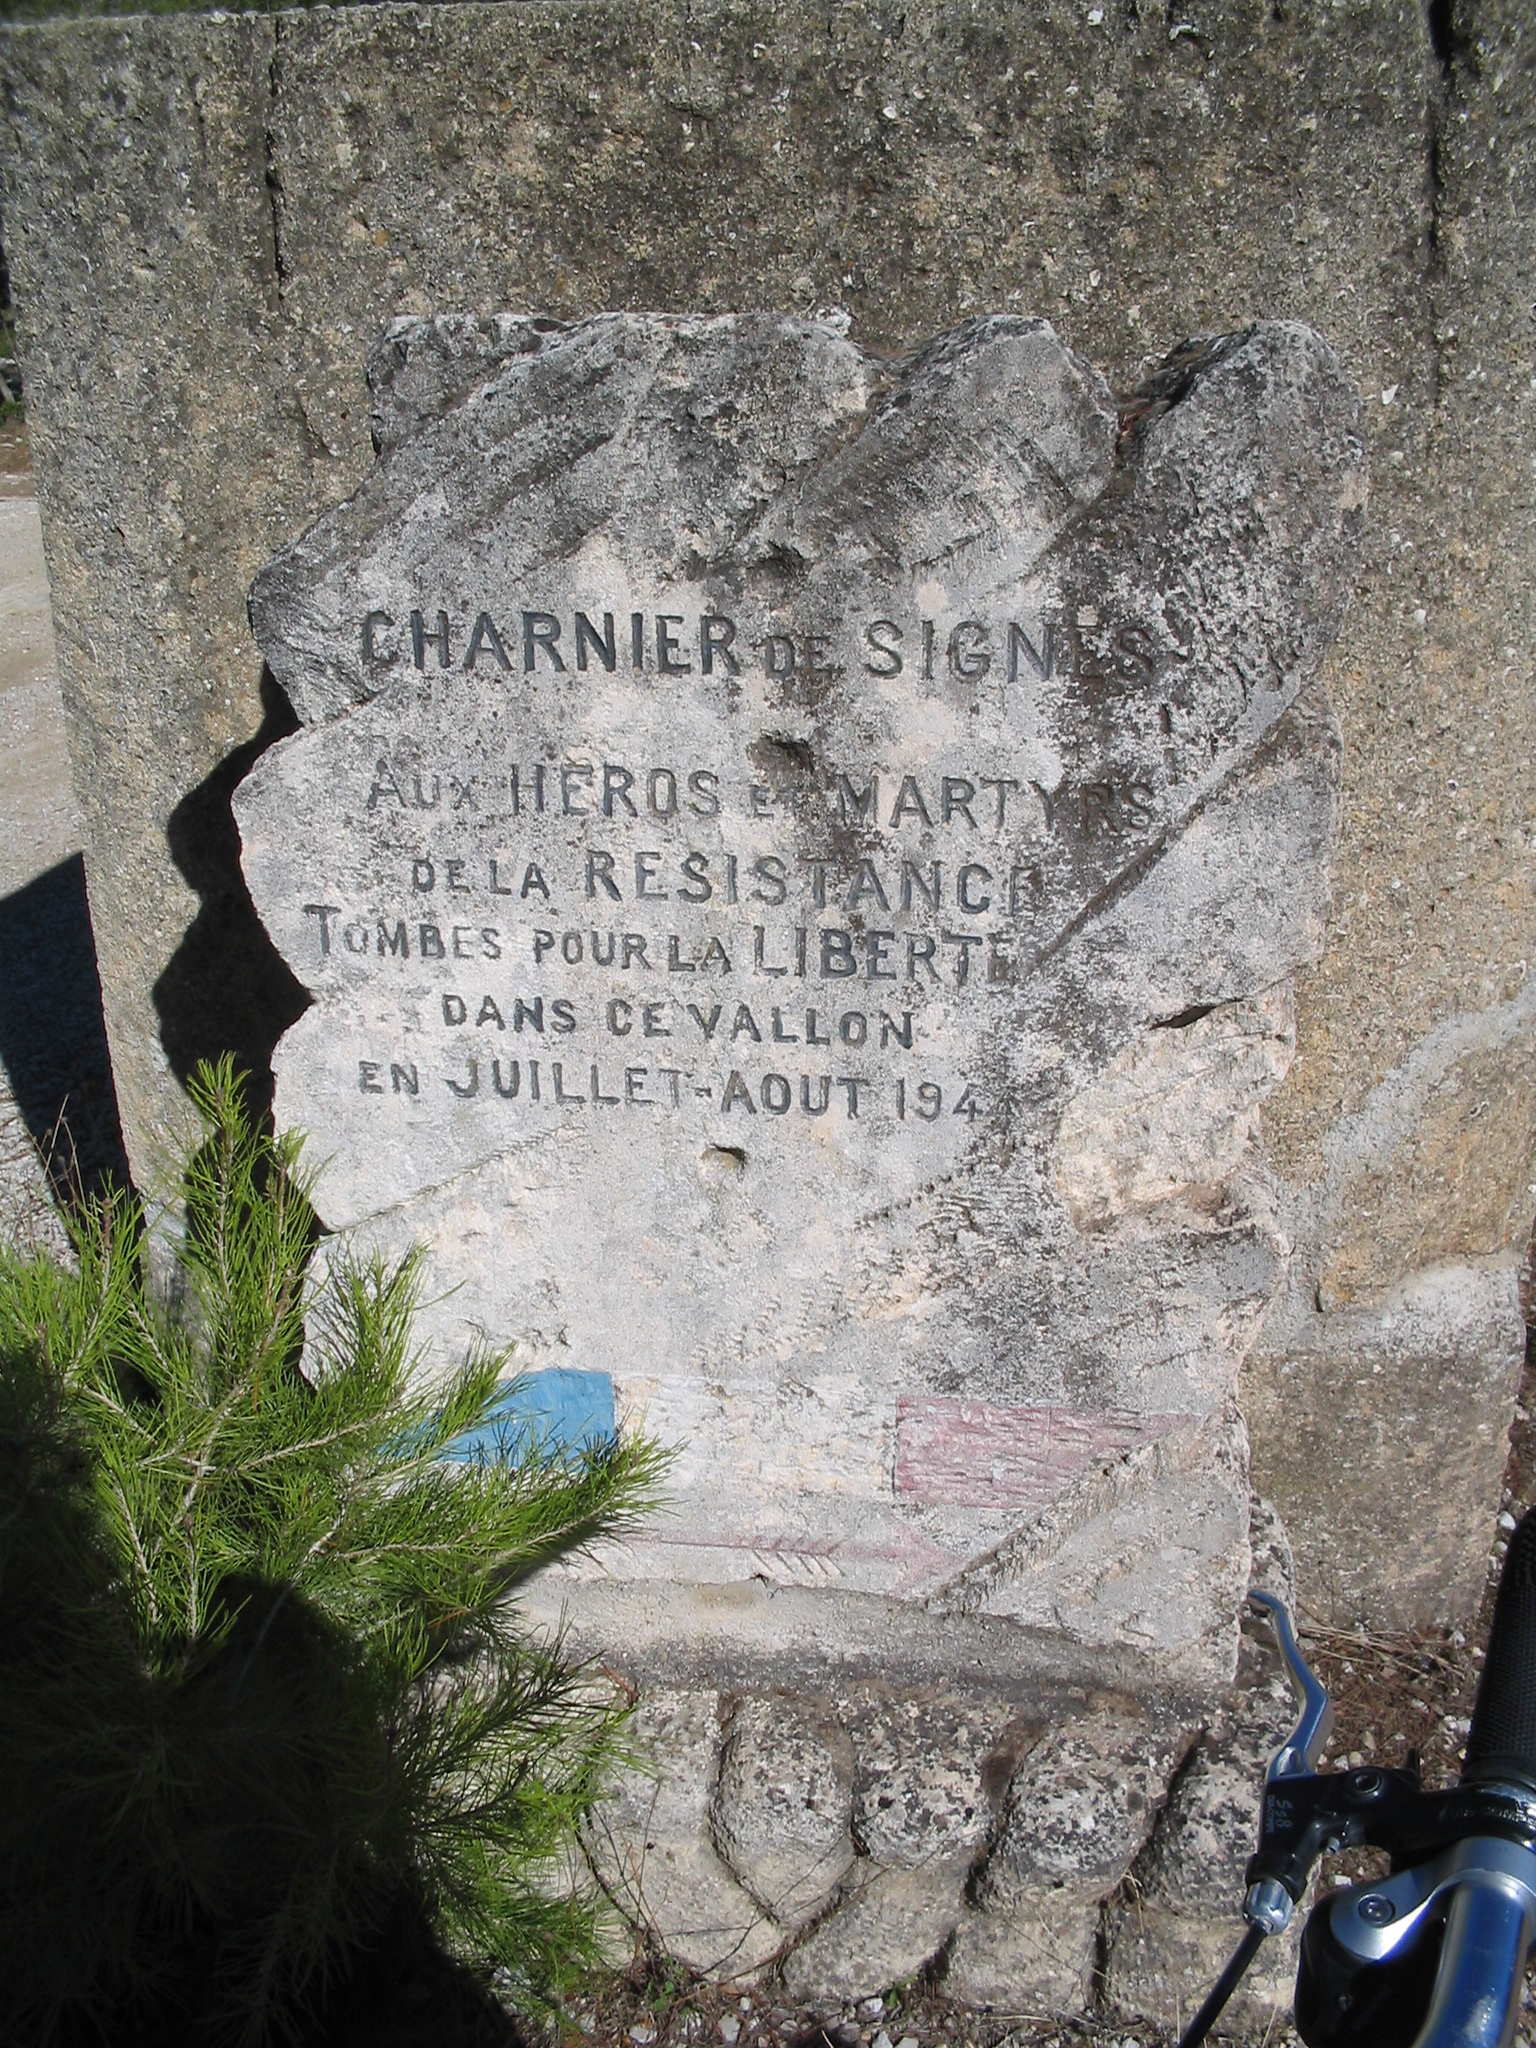 CHARNIER DE SIGNES
AUX HEROS ET MARTYRS
DE LA RESISTANCE
TOMBES POUR LA LIBERTE
DANS CE VALLON
EN JUILLET-AOUT 194